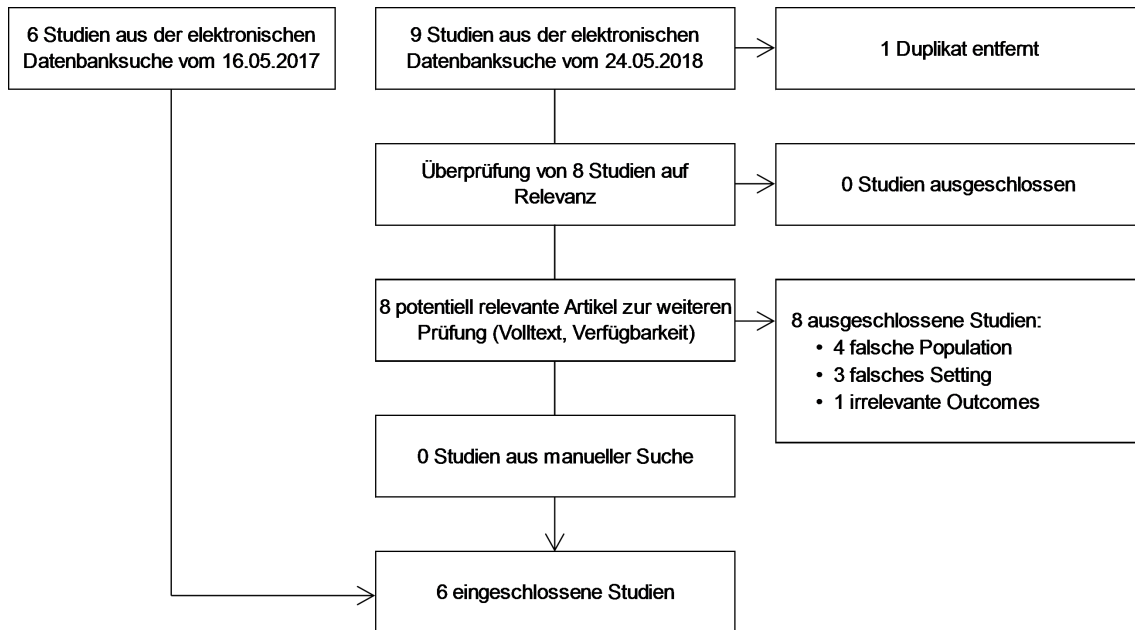 6 Studien aus der elektronischen
Datenbanksuche vom 16.05.2017
9 Studien aus der elektronischen
Datenbanksuche vom 24.05.2018
1 Duplikat entfernt
Überprüfung von 8 Studien auf
Relevanz
0 Studien ausgeschlossen
8 potentiell relevante Artikel zur weiteren
Prüfung (Volltext, Verfügbarkeit)
8 ausgeschlossene Studien:
• 4 falsche Population
• 3 falsches Setting
• 1 irrelevante Outcomes
0 Studien aus manueller Suche
6 eingeschlossene Studien